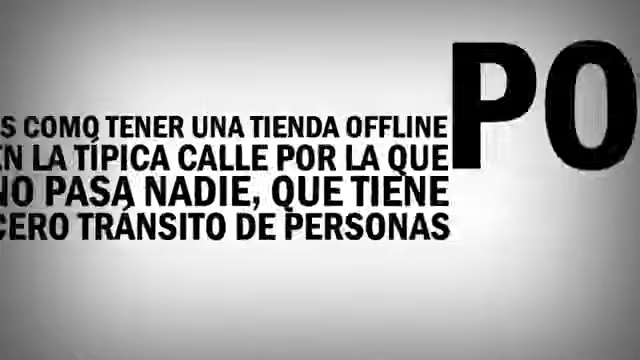 S COMO TENER UNA TIENDA OFFLINE
EN LA TÍPICA CALLE POR LA QUE
NO PASA NADIE, QUE TIENE
CERO TRÁNSITO DE PERSONAS
PO